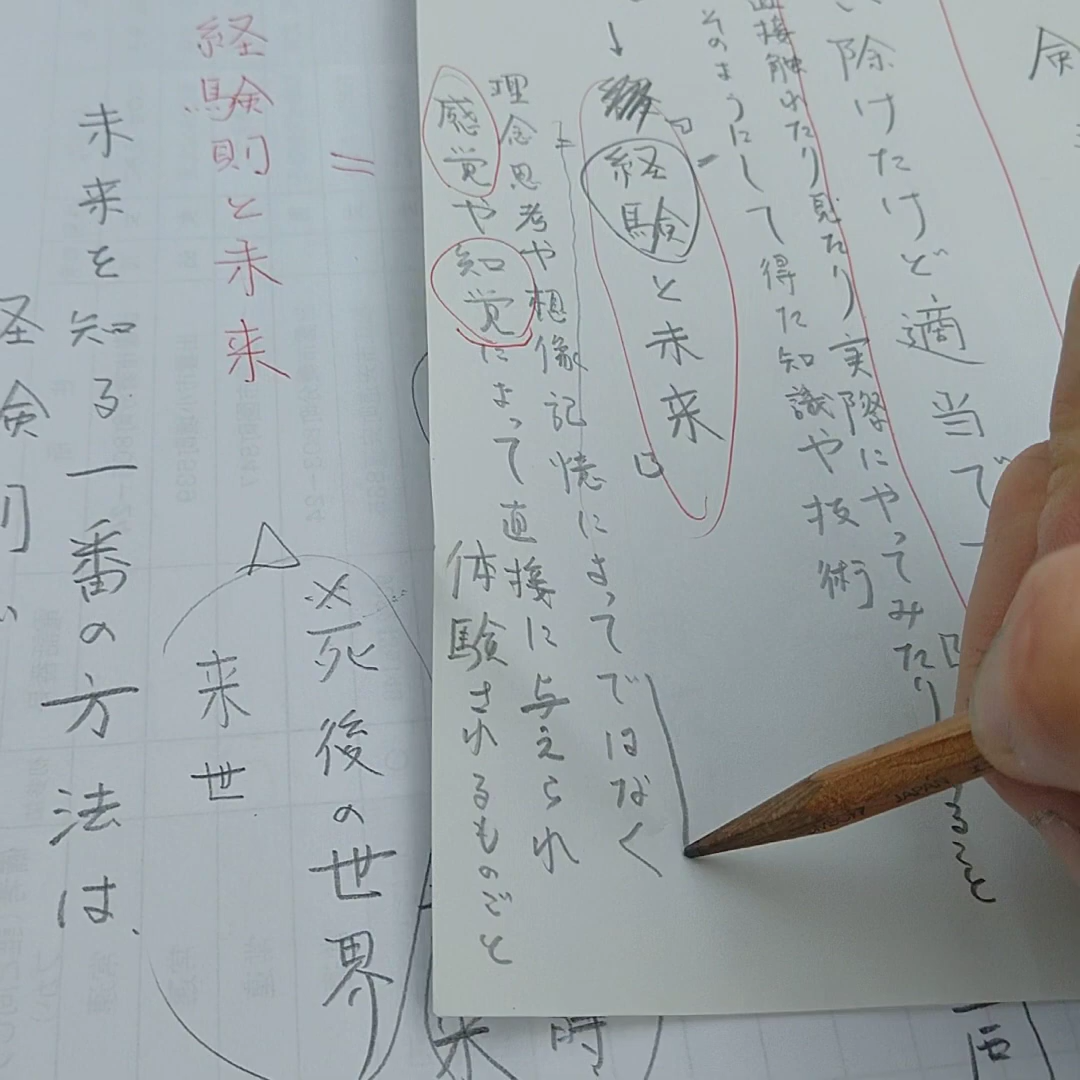 除けたけど適当で
直接触れたり見たり実際にやってみたり
ること
そのようにして得た知識や技術
↓
『経験と未来』
=理念思考や想像記憶によってではなく
感覚や知覚によって直接に与えられ
体験されるものごと
=
経験則と未来
未来を知る一番の方法は、
経験則
※死後の世界
来世